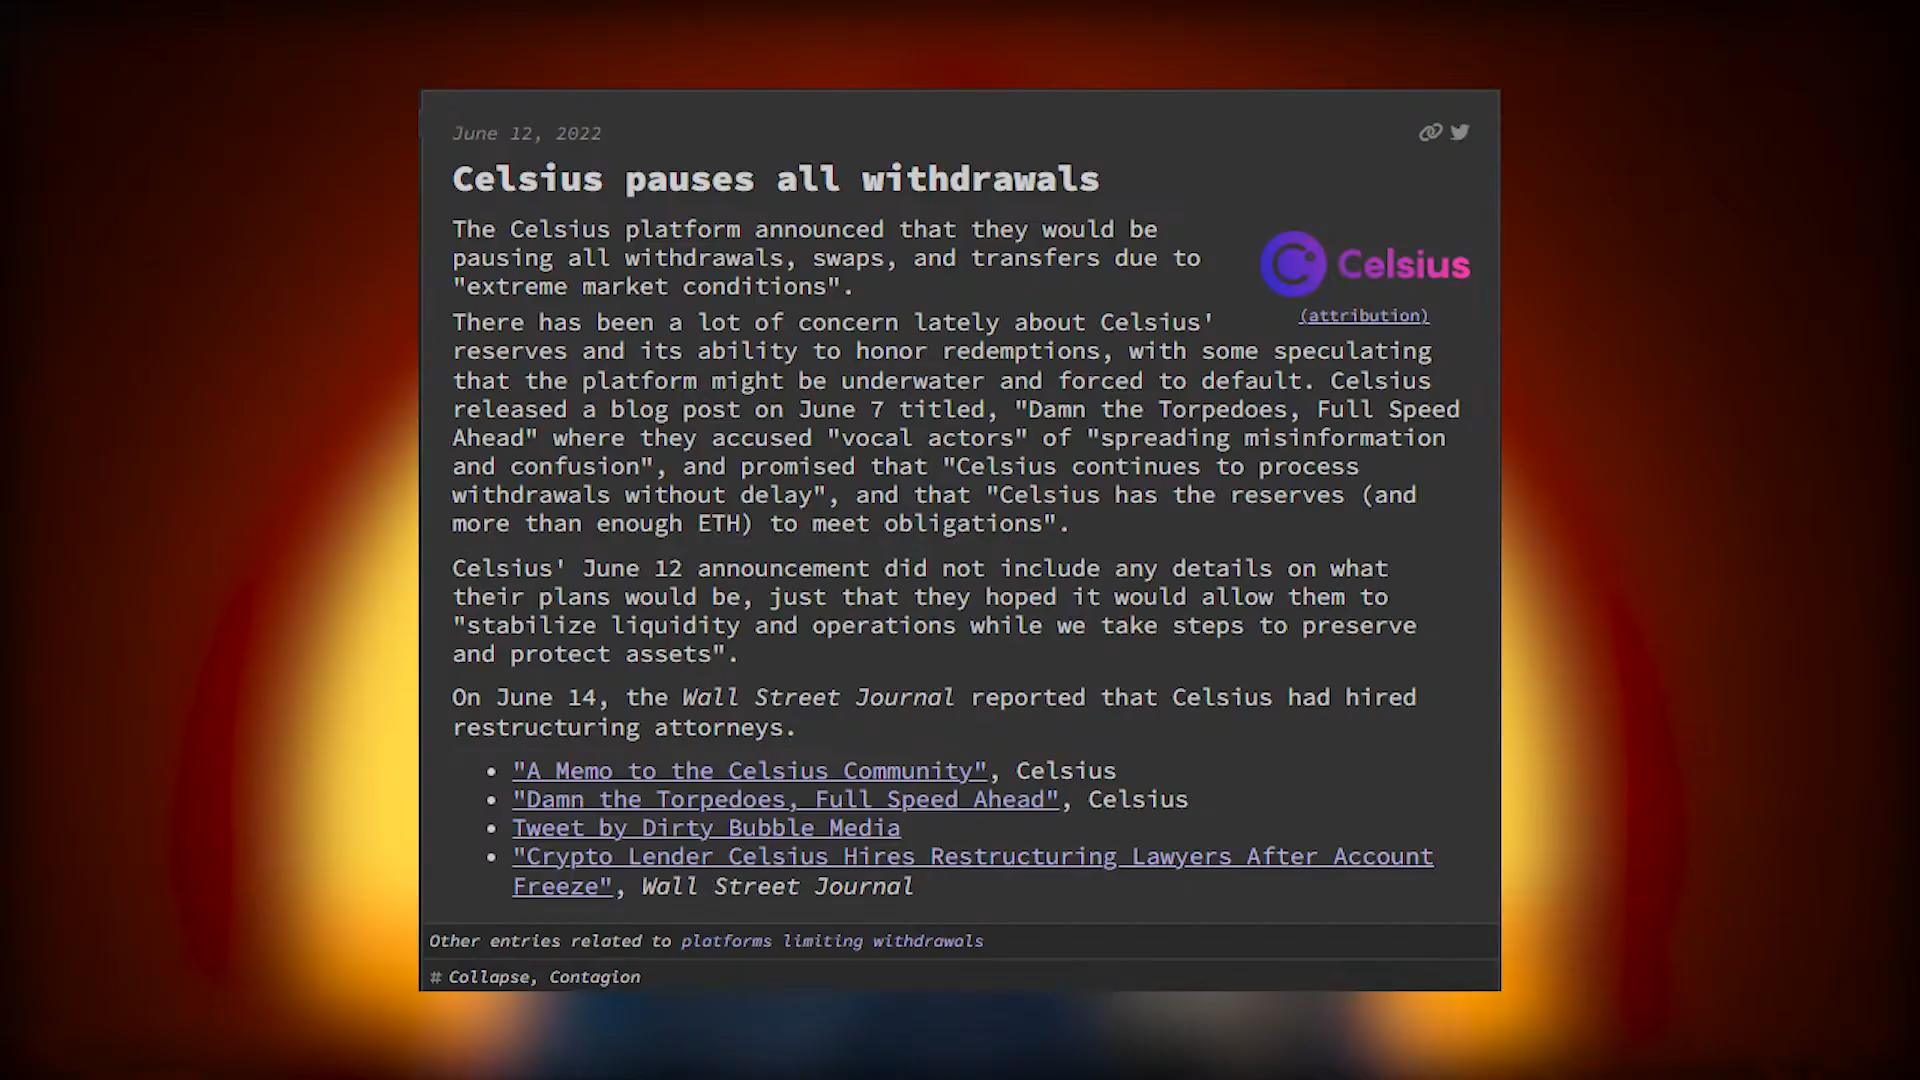 June 12, 2022
Celsius pauses all withdrawals
The Celsius platform announced that they would be
pausing all withdrawals, swaps, and transfers due to
"extreme market conditions".
Celsius
(attribution)
There has been a lot of concern lately about Celsius'
reserves and its ability to honor redemptions, with some speculating
that the platform might be underwater and forced to default. Celsius
released a blog post on June 7 titled, "Damn the Torpedoes, Full Speed
Ahead" where they accused "vocal actors" of "spreading misinformation
and confusion", and promised that "Celsius continues to process
withdrawals without delay", and that "Celsius has the reserves (and
more than enough ETH) to meet obligations".
Celsius' June 12 announcement did not include any details on what
their plans would be, just that they hoped it would allow them to
"stabilize liquidity and operations while we take steps to preserve
and protect assets".
On June 14, the Wall Street Journal reported that Celsius had hired
restructuring attorneys.
• "A Memo to the Celsius Community", Celsius
• "Damn the Torpedoes, Full Speed Ahead", Celsius
• Tweet by Dirty Bubble Media
• "Crypto Lender Celsius Hires Restructuring Lawyers After Account
Freeze", Wall Street Journal
Other entries related to platforms limiting withdrawals
# Collapse, Contagion